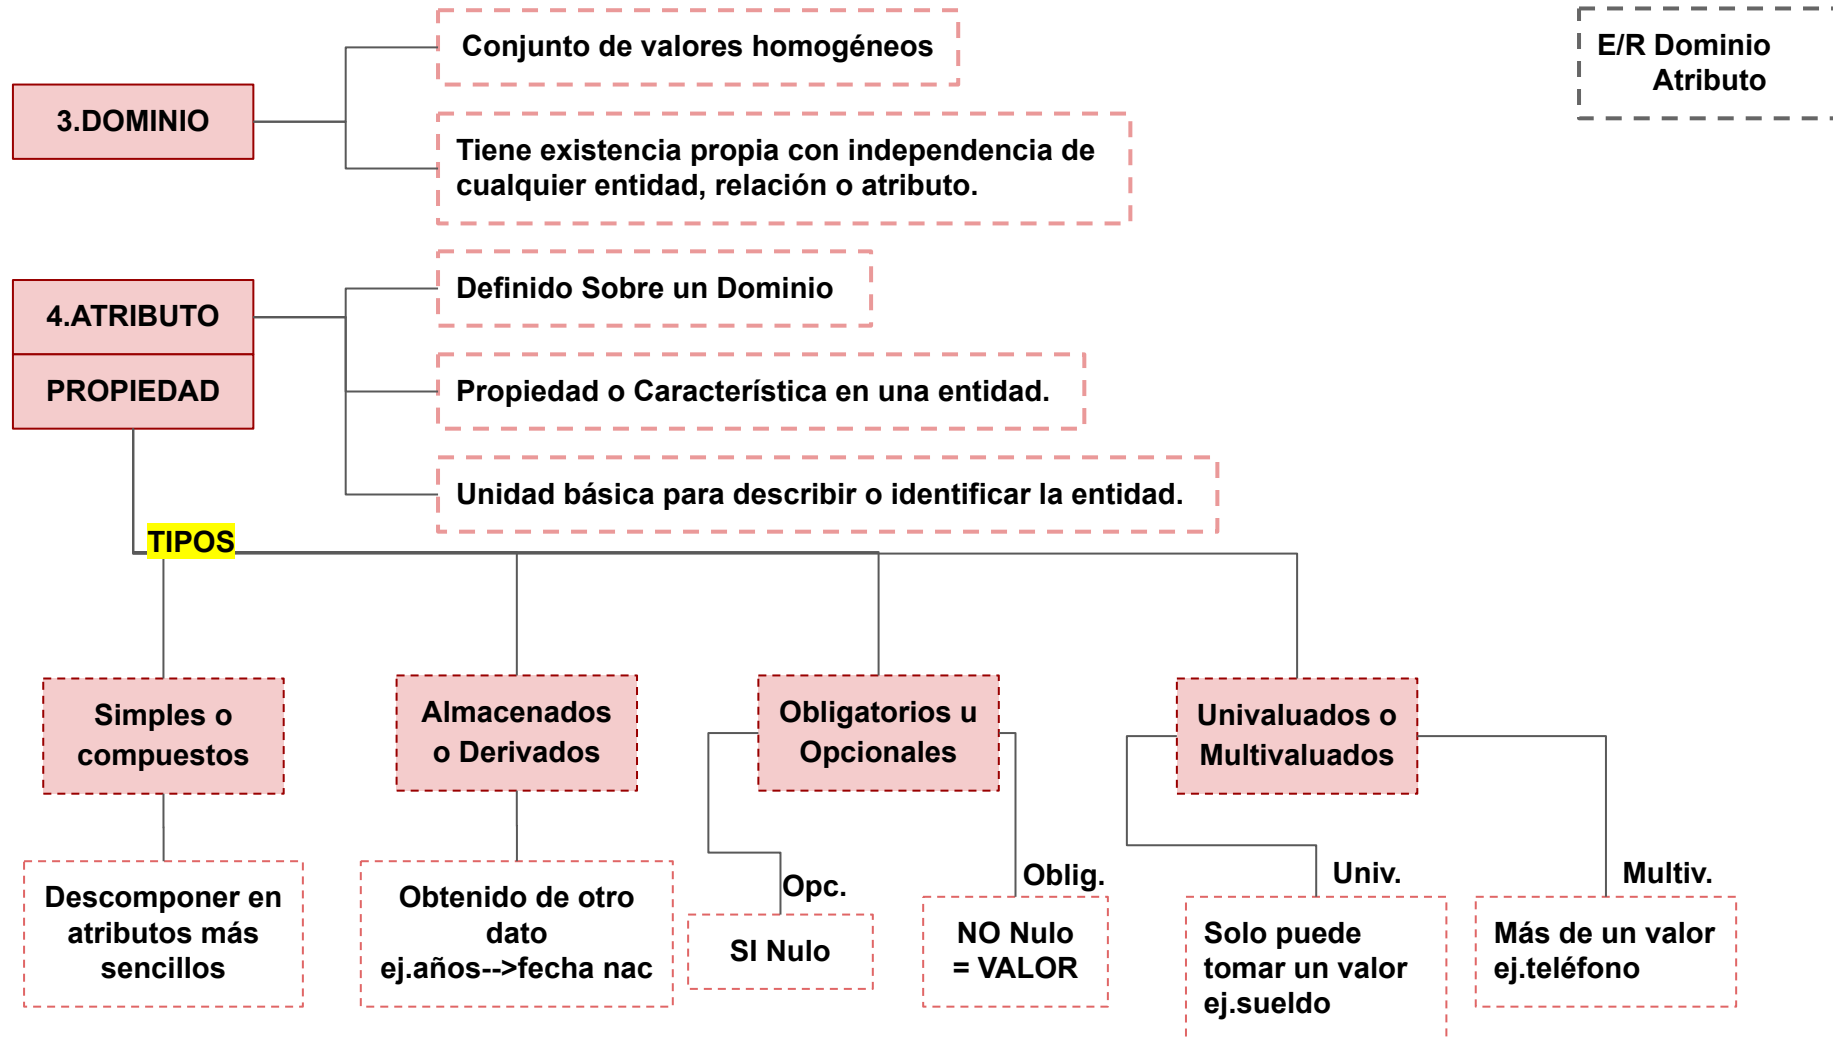 E/R Dominio
Atributo
3.DOMINIO
Conjunto de valores homogéneos
Tiene existencia propia con independencia de
cualquier entidad, relación o atributo.
4.ATRIBUTO
PROPIEDAD
Definido Sobre un Dominio
Propiedad o Característica en una entidad.
Unidad básica para describir o identificar la entidad.
TIPOS
Simples o
compuestos
Descomponer en
atributos más
sencillos
Almacenados
o Derivados
Obtenido de otro
dato
ej.años-->fecha nac
Obligatorios u
Opcionales
Opc.
SI Nulo
Oblig.
NO Nulo
= VALOR
Univaluados o
Multivaluados
Univ.
Solo puede
tomar un valor
ej.sueldo
Multiv.
Más de un valor
ej.teléfono